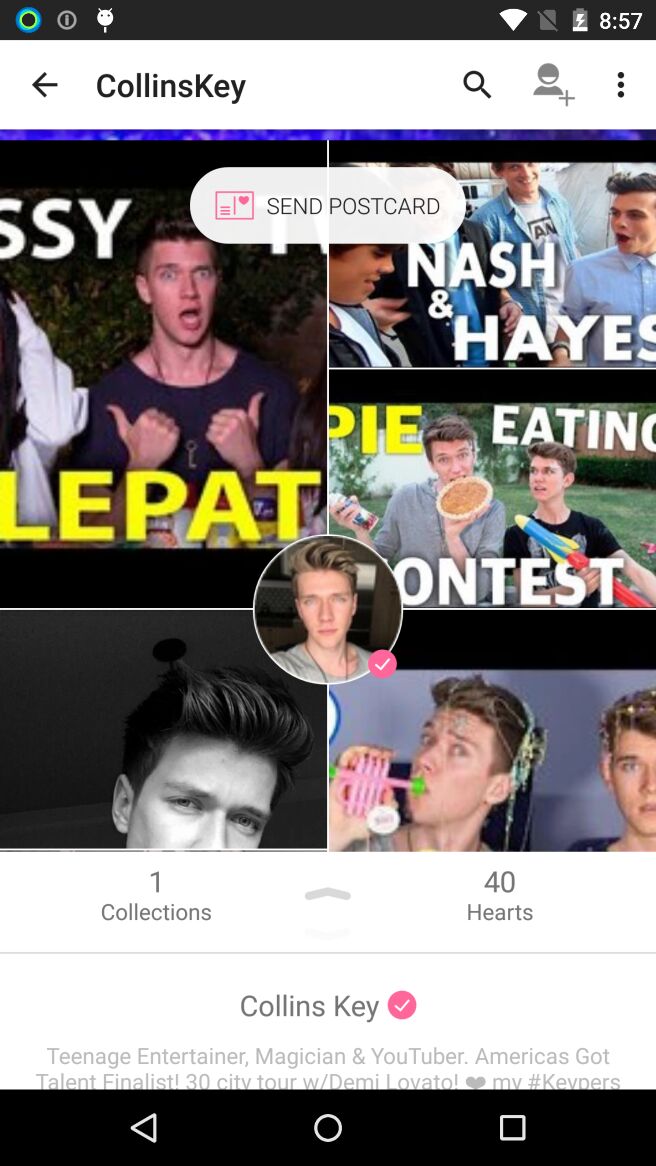 8:57
CollinsKey
SEND POSTCARD
SSY
NASH
&
HAYES
LEPAT
PIE EATING
CONTEST
1
Collections
40
Hearts
Collins Key
Teenage Entertainer, Magician & YouTuber. Americas Got
Talent Finalist! 30 city tour w/Demi Lovato! ❤ my #Keypers